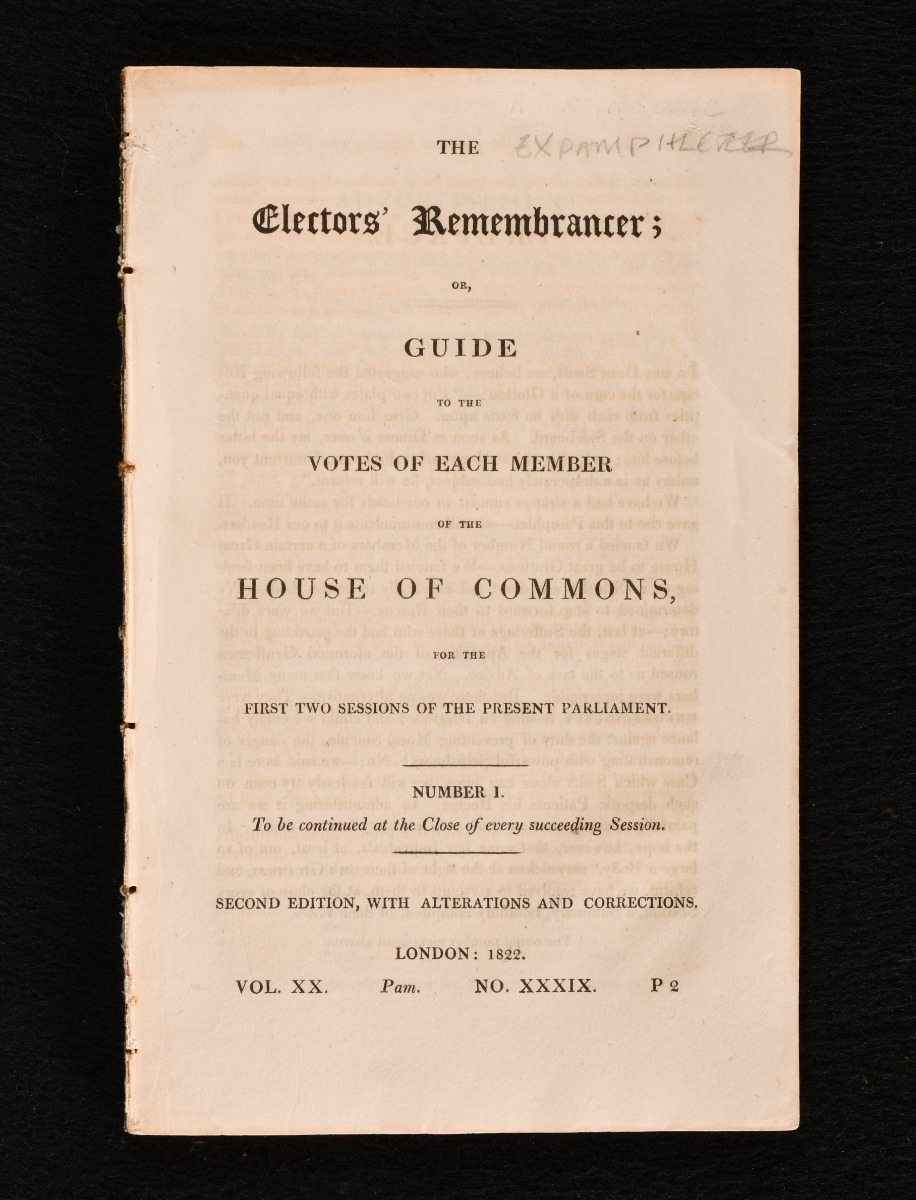 THE
EX PAMPHLETEER
Electors' Remembrancer;
OR,
GUIDE
TO THE
VOTES OF EACH MEMBER
OF THE
HOUSE OF COMMONS,
FOR THE
FIRST TWO SESSIONS OF THE PRESENT PARLIAMENT.
NUMBER I.
To be continued at the Close of every succeeding Session.
SECOND EDITION, WITH ALTERATIONS AND CORRECTIONS.
LONDON: 1822.
VOL. XX. Pam. NO. XXXIX. P 2